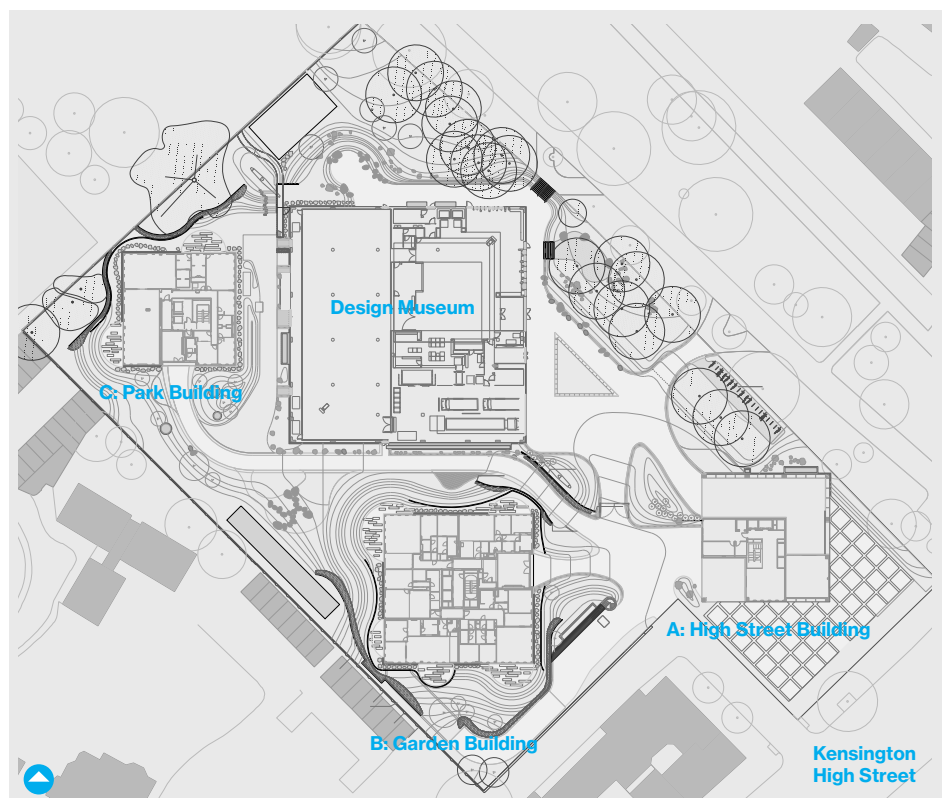 Design Museum
C: Park Building
A: High Street Building
B: Garden Building
Kensington
High Street